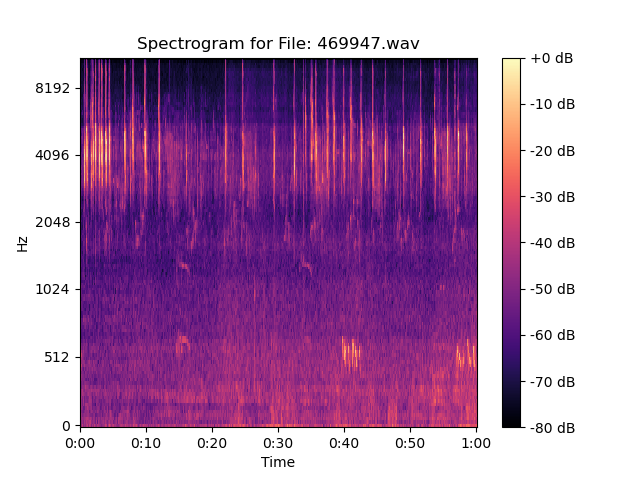 Spectrogram for File: 469947.wav
+0 dB
-10 dB
-20 dB
-30 dB
-40 dB
-50 dB
-60 dB
-70 dB
-80 dB
8192
4096
2048
1024
512
0
Hz
0:00 0:10 0:20 0:30 0:40 0:50 1:00
Time